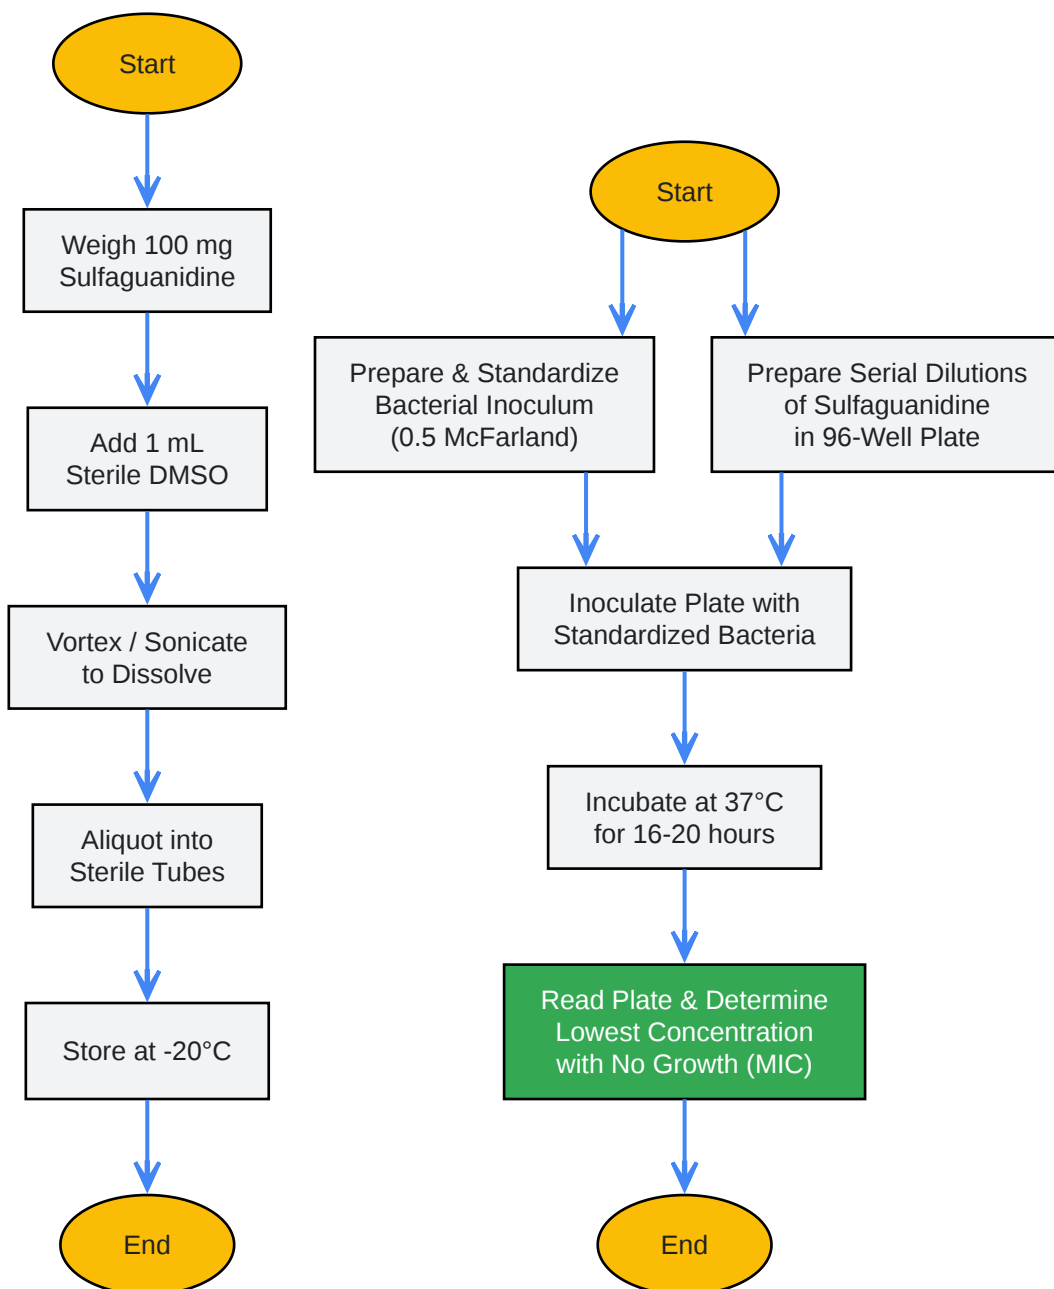 Start
Weigh 100 mg
Sulfaguanidine
Add 1 mL
Sterile DMSO
Vortex / Sonicate
to Dissolve
Aliquot into
Sterile Tubes
Store at -20°C
End
Start
Prepare & Standardize
Bacterial Inoculum
(0.5 McFarland)
Prepare Serial Dilutions
of Sulfaguanidine
in 96-Well Plate
Inoculate Plate with
Standardized Bacteria
Incubate at 37°C
for 16-20 hours
Read Plate & Determine
Lowest Concentration
with No Growth (MIC)
End